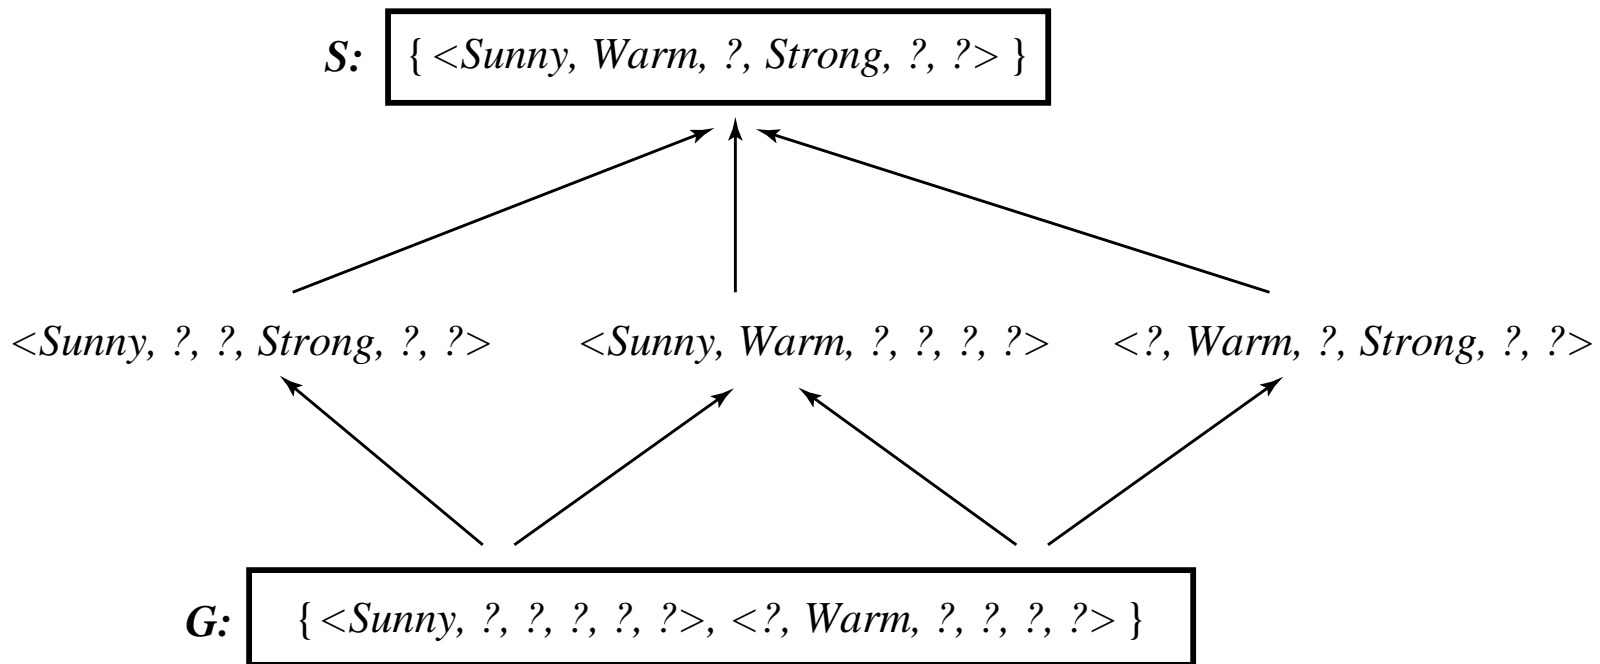 S: { <Sunny, Warm, ?, Strong, ?, ?> }
<Sunny, ?, ?, Strong, ?, ?> <Sunny, Warm, ?, ?, ?, ?> <?, Warm, ?, Strong, ?, ?>
G: { <Sunny, ?, ?, ?, ?, ?>, <?, Warm, ?, ?, ?, ?> }